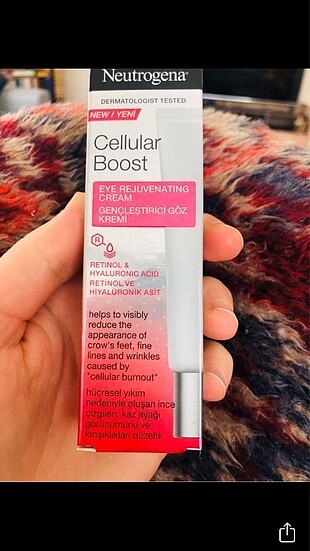 Neutrogena®
DERMATOLOGIST TESTED
NEW / YENİ
Cellular
Boost
EYE REJUVENATING
CREAM
GENÇLEŞTİRİCİ GÖZ
KREMİ
R
RETINOL &
HYALURONIC ACID
RETİNOL VE
HİYALURONİK ASİT
helps to visibly
reduce the
appearance of
crow's feet, fine
lines and wrinkles
caused by
"cellular burnout"
hücresel yıkım
nedeniyle oluşan ince
çizgileri, kaz ayağı
görünümünü ve
kırışıklıkları düzeltir